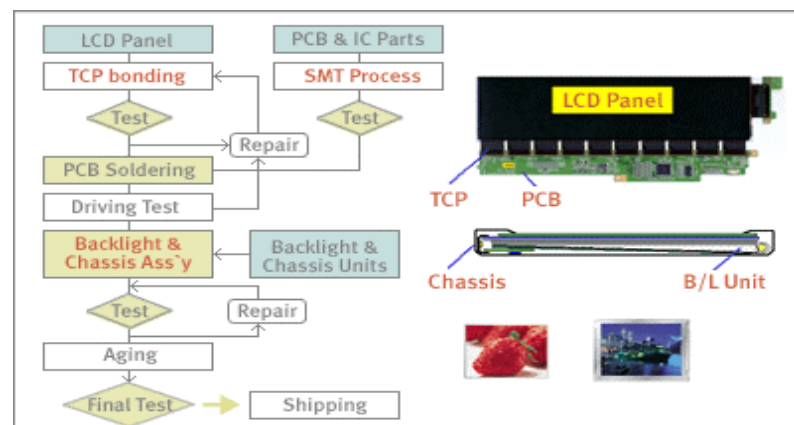 LCD Panel
PCB & IC Parts
TCP bonding
SMT Process
LCD Panel
Test
Test
Repair
PCB Soldering
TCP
PCB
Driving Test
Backlight &
Chassis Ass`y
Backlight &
Chassis Units
Chassis
B/L Unit
Test
Repair
Aging
Final Test
Shipping